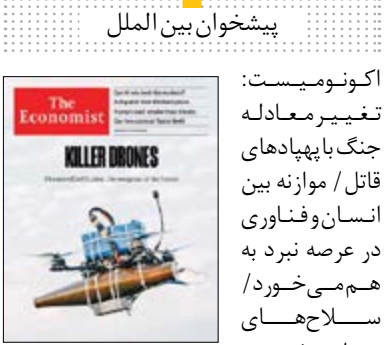 پیشخوان بین الملل
اکونومیست:
تغییر معادله
جنگ با پهپادهای
قاتل / موازنه بین
انسان و فناوری
در عرصه نبرد به
هم می‌خورد/
سلاح‌های
The
Economist
KILLER DRONES